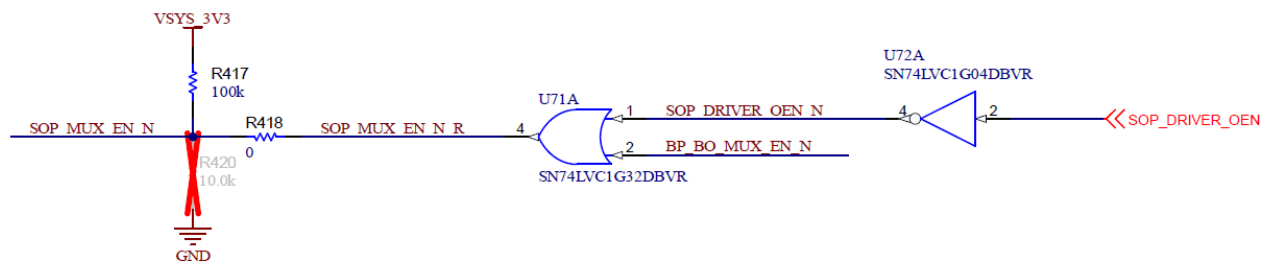 VSYS_3V3
R417
100k
SOP_MUX_EN_N
R418
0
SOP_MUX_EN_N_R
R420
10.0k
GND
U71A
4
1
2
SN74LVC1G32DBVR
SOP_DRIVER_OEN_N
BP_BO_MUX_EN_N
U72A
SN74LVC1G04DBVR
4
2
SOP_DRIVER_OEN